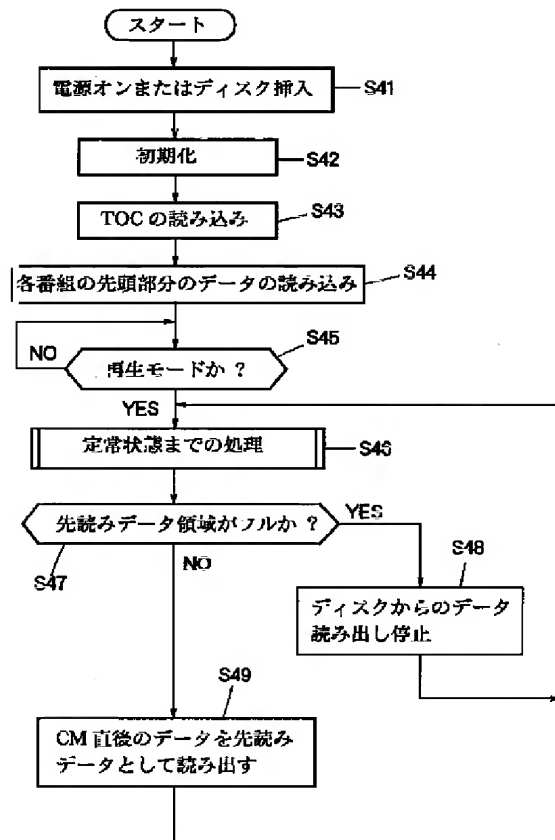 スタート
電源オンまたはディスク挿入
S41
初期化
S42
TOCの読み込み
S43
各番組の先頭部分のデータの読み込み
S44
S45
NO
再生モードか？
YES
定常状態までの処理
S46
先読みデータ領域がフルか？
YES
S47
NO
S48
ディスクからのデータ
読み出し停止
S49
CM直後のデータを先読み
データとして読み出す